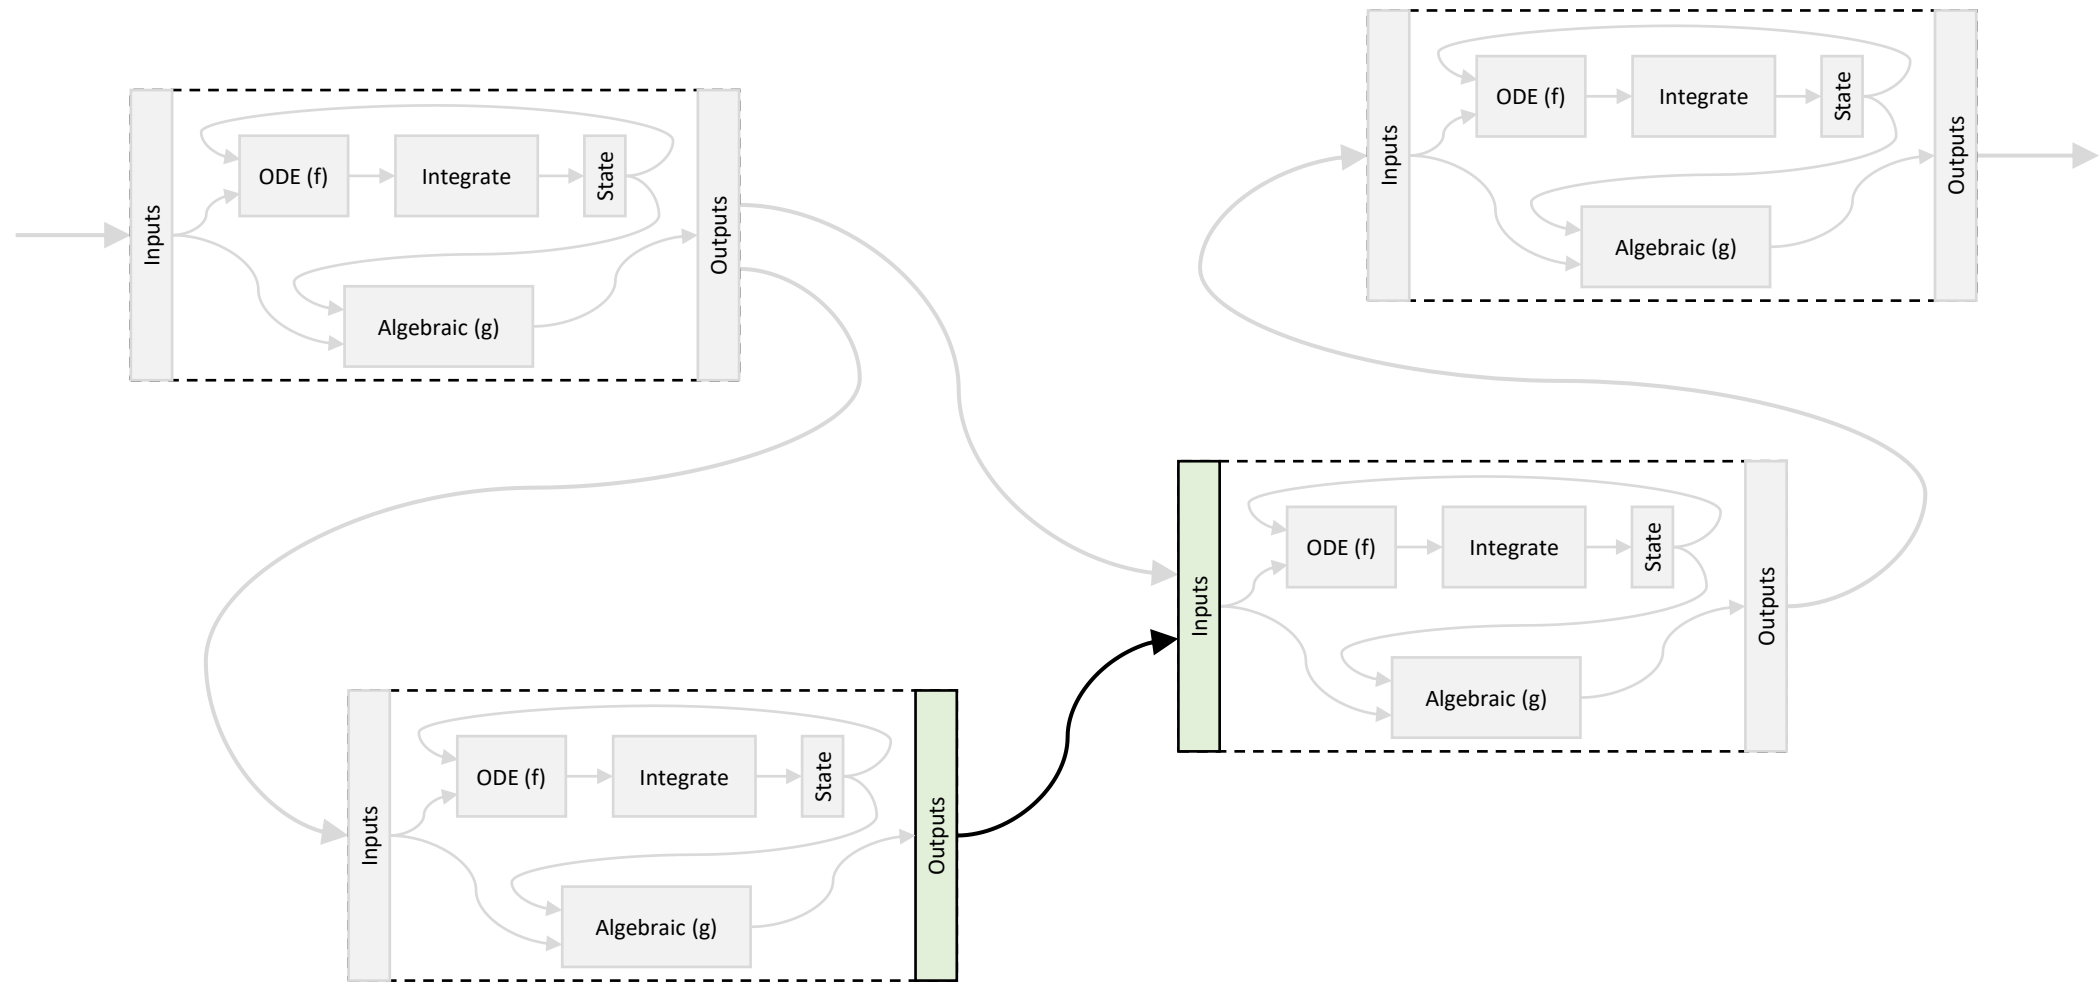 Inputs
ODE (f)
Integrate
State
Algebraic (g)
Outputs
Inputs
ODE (f)
Integrate
State
Algebraic (g)
Outputs
Inputs
ODE (f)
Integrate
State
Algebraic (g)
Outputs
Inputs
ODE (f)
Integrate
State
Algebraic (g)
Outputs